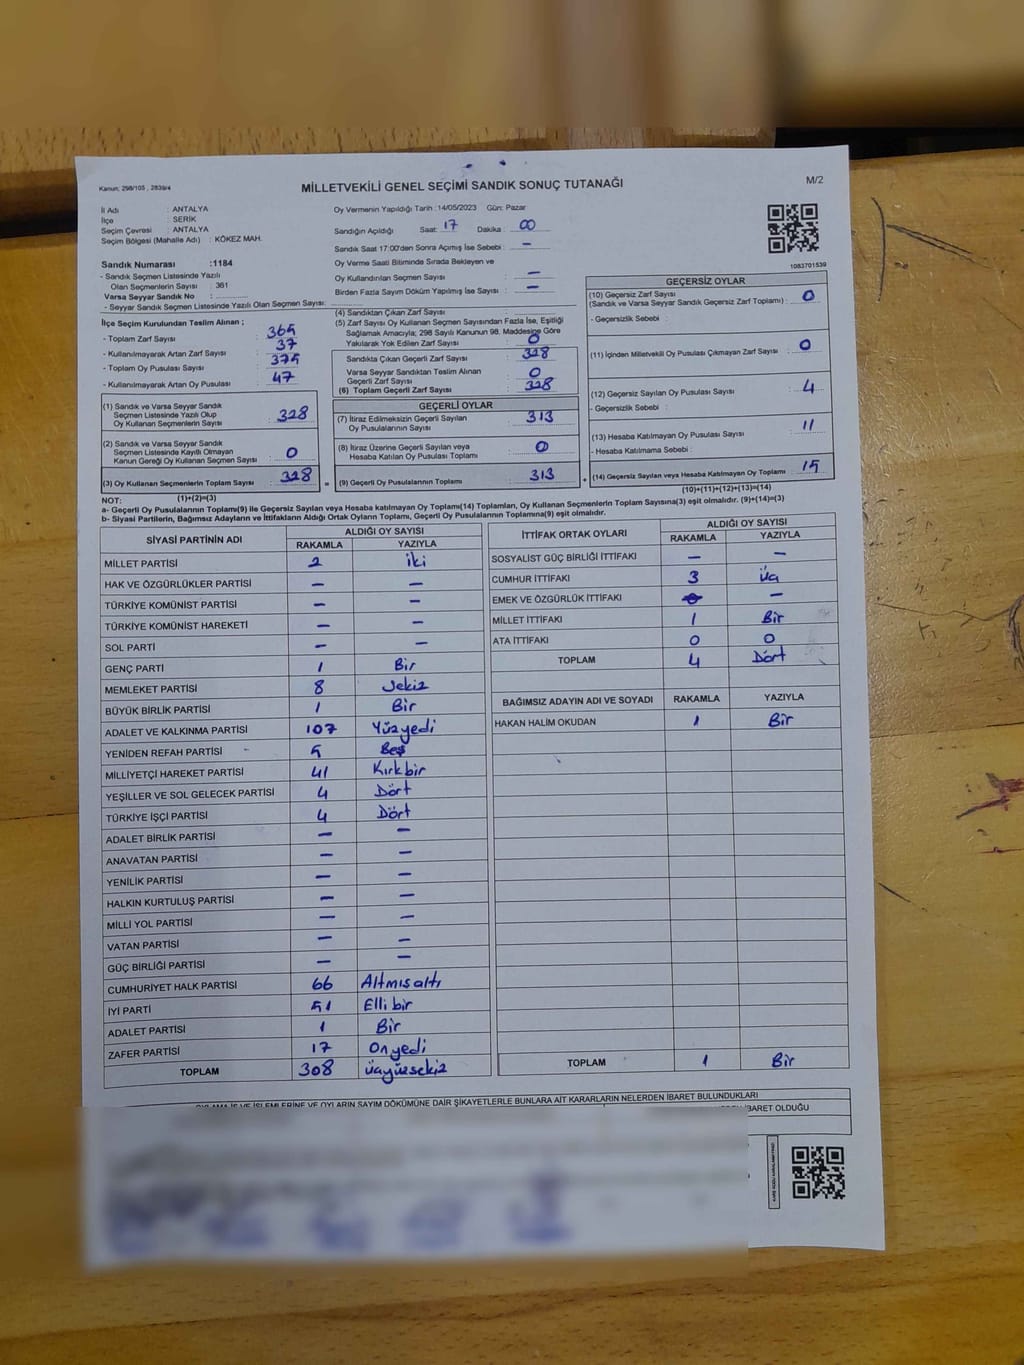 Kanun: 298/105 , 2839/4
MİLLETVEKİLİ GENEL SEÇİMİ SANDIK SONUÇ TUTANAĞI
M/2
İl Adı : ANTALYA
İlçe : SERİK
Seçim Çevresi : ANTALYA
Seçim Bölgesi (Mahalle Adı) : KÖKEZ MAH.
Sandık Numarası :1184
- Sandık Seçmen Listesinde Yazılı
Olan Seçmenlerin Sayısı : 361
Varsa Seyyar Sandık No :
- Seyyar Sandık Seçmen Listesinde Yazılı Olan Seçmen Sayısı:
Oy Vermenin Yapıldığı Tarih :14/05/2023 Gün: Pazar
Sandığın Açıldığı Saat: 17 Dakika : 00
Sandık Saat 17:00'den Sonra Açımış İse Sebebi : –
Oy Verme Saati Bitiminde Sırada Bekleyen ve
Oy Kullandırılan Seçmen Sayısı : –
Birden Fazla Sayım Döküm Yapılmış İse Sayısı : –
1083701539
İlçe Seçim Kurulundan Teslim Alınan ;
- Toplam Zarf Sayısı : 365
- Kullanılmayarak Artan Zarf Sayısı : 37
- Toplam Oy Pusulası Sayısı : 375
- Kullanılmayarak Artan Oy Pusulası : 47
(1) Sandık ve Varsa Seyyar Sandık
Seçmen Listesinde Yazılı Olup
Oy Kullanan Seçmenlerin Sayısı : 328
(2) Sandık ve Varsa Seyyar Sandık
Seçmen Listesinde Kayıtlı Olmayan
Kanun Gereği Oy Kullanan Seçmen Sayısı : 0
(3) Oy Kullanan Seçmenlerin Toplam Sayısı : 328
(4) Sandıktan Çıkan Zarf Sayısı :
(5) Zarf Sayısı Oy Kullanan Seçmen Sayısından Fazla İse, Eşitliği
Sağlamak Amacıyla; 298 Sayılı Kanunun 98. Maddesine Göre
Yakılarak Yok Edilen Zarf Sayısı : 0
Sandıkta Çıkan Geçerli Zarf Sayısı : 328
Varsa Seyyar Sandıktan Teslim Alınan
Geçerli Zarf Sayısı : 0
(6) Toplam Geçerli Zarf Sayısı : 328
GEÇERLİ OYLAR
(7) İtiraz Edilmeksizin Geçerli Sayılan
Oy Pusulalarının Sayısı : 313
(8) İtiraz Üzerine Geçerli Sayılan veya
Hesaba Katılan Oy Pusulası Toplamı : 0
= (9) Geçerli Oy Pusulalarının Toplamı : 313
GEÇERSİZ OYLAR
(10) Geçersiz Zarf Sayısı
(Sandık ve Varsa Seyyar Sandık Geçersiz Zarf Toplamı) : 0
- Geçersizlik Sebebi :
(11) İçinden Milletvekili Oy Pusulası Çıkmayan Zarf Sayısı : 0
(12) Geçersiz Sayılan Oy Pusulası Sayısı : 4
- Geçersizlik Sebebi :
(13) Hesaba Katılmayan Oy Pusulası Sayısı : 11
- Hesaba Katılmama Sebebi :
+ (14) Geçersiz Sayılan veya Hesaba Katılmayan Oy Toplamı : 15
NOT: (1)+(2)=(3)
(10)+(11)+(12)+(13)=(14)
a- Geçerli Oy Pusulalarının Toplamı(9) ile Geçersiz Sayılan veya Hesaba katılmayan Oy Toplamı(14) Toplamları, Oy Kullanan Seçmenlerin Toplam Sayısına(3) eşit olmalıdır. (9)+(14)=(3)
b- Siyasi Partilerin, Bağımsız Adayların ve İttifakların Aldığı Ortak Oyların Toplamı, Geçerli Oy Pusulalarının Toplamına(9) eşit olmalıdır.
SİYASİ PARTİNİN ADI ALDIĞI OY SAYISI
RAKAMLA YAZIYLA
MİLLET PARTİSİ 2 iki
HAK VE ÖZGÜRLÜKLER PARTİSİ – –
TÜRKİYE KOMÜNİST PARTİSİ – –
TÜRKİYE KOMÜNİST HAREKETİ – –
SOL PARTİ – –
GENÇ PARTİ 1 Bir
MEMLEKET PARTİSİ 8 Sekiz
BÜYÜK BİRLİK PARTİSİ 1 Bir
ADALET VE KALKINMA PARTİSİ 107 Yüzyedi
YENİDEN REFAH PARTİSİ 5 Beş
MİLLİYETÇİ HAREKET PARTİSİ 41 Kırkbir
YEŞİLLER VE SOL GELECEK PARTİSİ 4 Dört
TÜRKİYE İŞÇİ PARTİSİ 4 Dört
ADALET BİRLİK PARTİSİ – –
ANAVATAN PARTİSİ – –
YENİLİK PARTİSİ – –
HALKIN KURTULUŞ PARTİSİ – –
MİLLİ YOL PARTİSİ – –
VATAN PARTİSİ – –
GÜÇ BİRLİĞİ PARTİSİ – –
CUMHURİYET HALK PARTİSİ 66 Altmısaltı
İYİ PARTİ 51 Elli bir
ADALET PARTİSİ 1 Bir
ZAFER PARTİSİ 17 Onyedi
TOPLAM 308 üçyüzsekiz
İTTİFAK ORTAK OYLARI ALDIĞI OY SAYISI
RAKAMLA YAZIYLA
SOSYALİST GÜÇ BİRLİĞİ İTTİFAKI – –
CUMHUR İTTİFAKI 3 Üç
EMEK VE ÖZGÜRLÜK İTTİFAKI –
MİLLET İTTİFAKI 1 Bir
ATA İTTİFAKI 0 0
TOPLAM 4 Dört
BAĞIMSIZ ADAYIN ADI VE SOYADI RAKAMLA YAZIYLA
HAKAN HALİM OKUDAN 1 Bir
TOPLAM 1 Bir
OYLAMA İŞ VE İŞLEMLERİNE VE OYLARIN SAYIM DÖKÜMÜNE DAİR ŞİKAYETLERLE BUNLARA AİT KARARLARIN NELERDEN İBARET BULUNDUKLARI
İBARET OLDUĞU